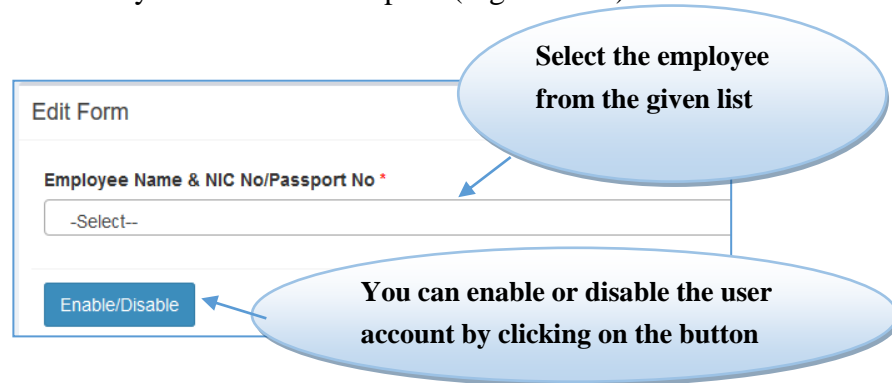 Select the employee
from the given list
Edit Form
Employee Name & NIC No/Passport No *
-Select--
You can enable or disable the user
account by clicking on the button
Enable/Disable